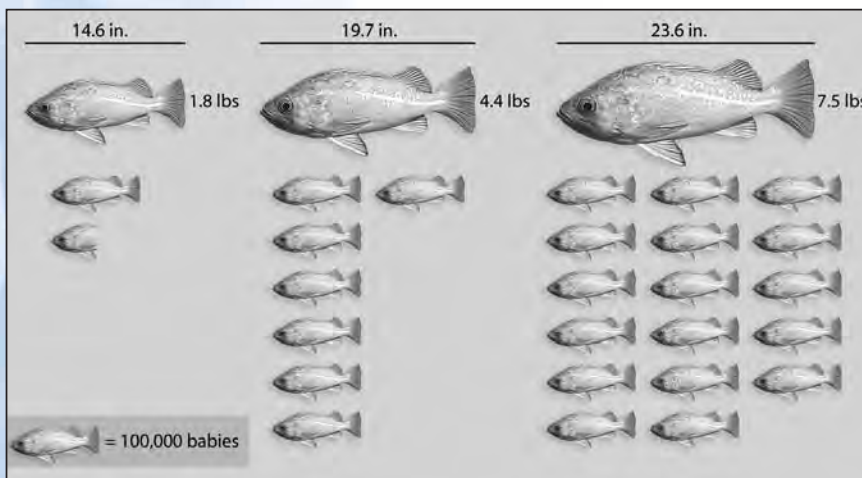 14.6 in.
19.7 in.
23.6 in.
1.8 lbs
4.4 lbs
7.5 lbs
= 100,000 babies